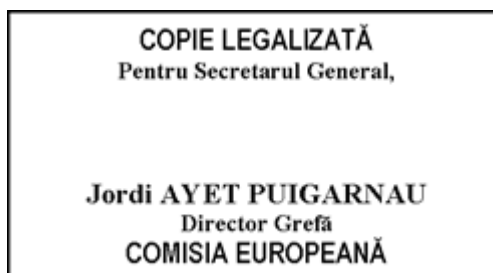 COPIE LEGALIZATĂ
Pentru Secretarul General,
Jordi AYET PUIGARNAU
Director Grefă
COMISIA EUROPEANĂ